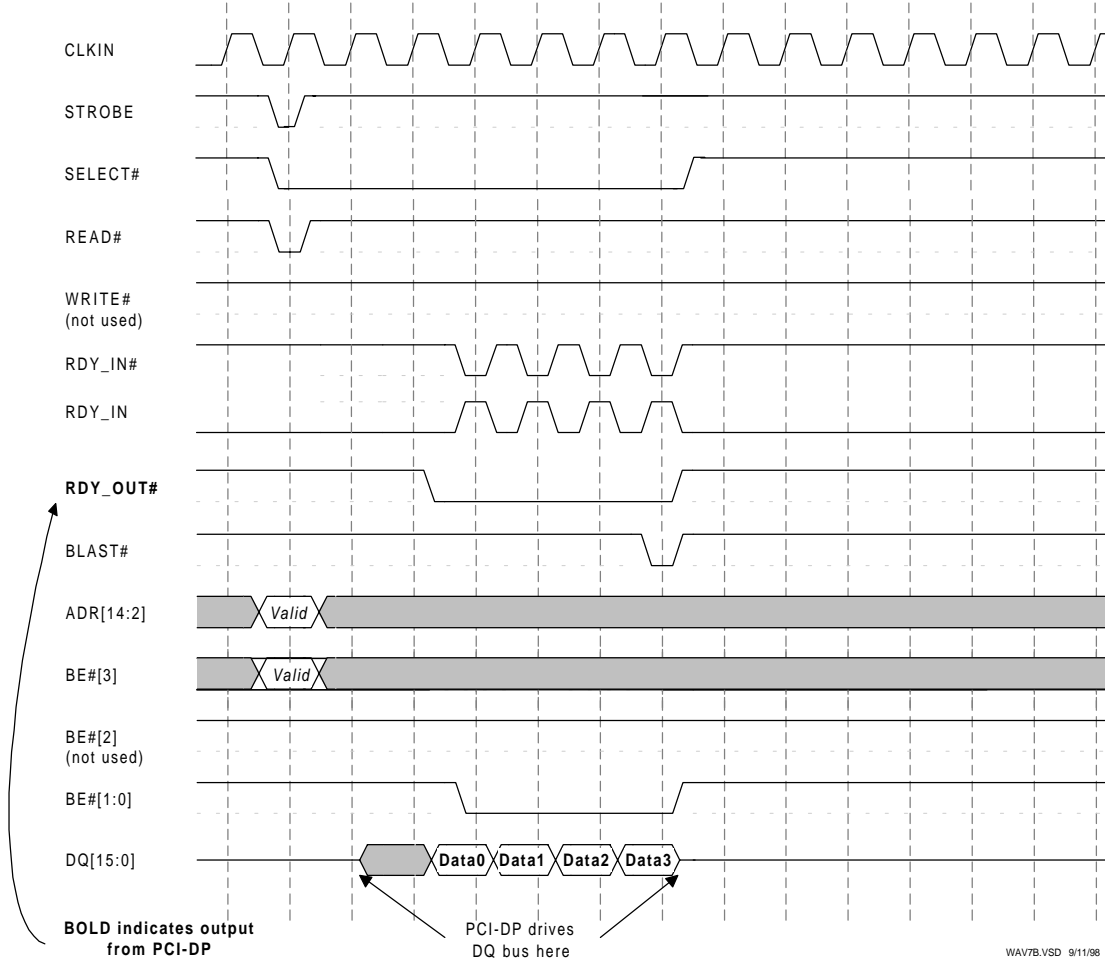 CLKIN
STROBE
SELECT#
READ#
WRITE#
(not used)
RDY_IN#
RDY_IN
RDY_OUT#
BLAST#
ADR[14:2]
Valid
BE#[3]
Valid
BE#[2]
(not used)
BE#[1:0]
DQ[15:0]
Data0 Data1 Data2 Data3
BOLD indicates output
from PCI-DP
PCI-DP drives
DQ bus here
WAV7B.VSD 9/11/98